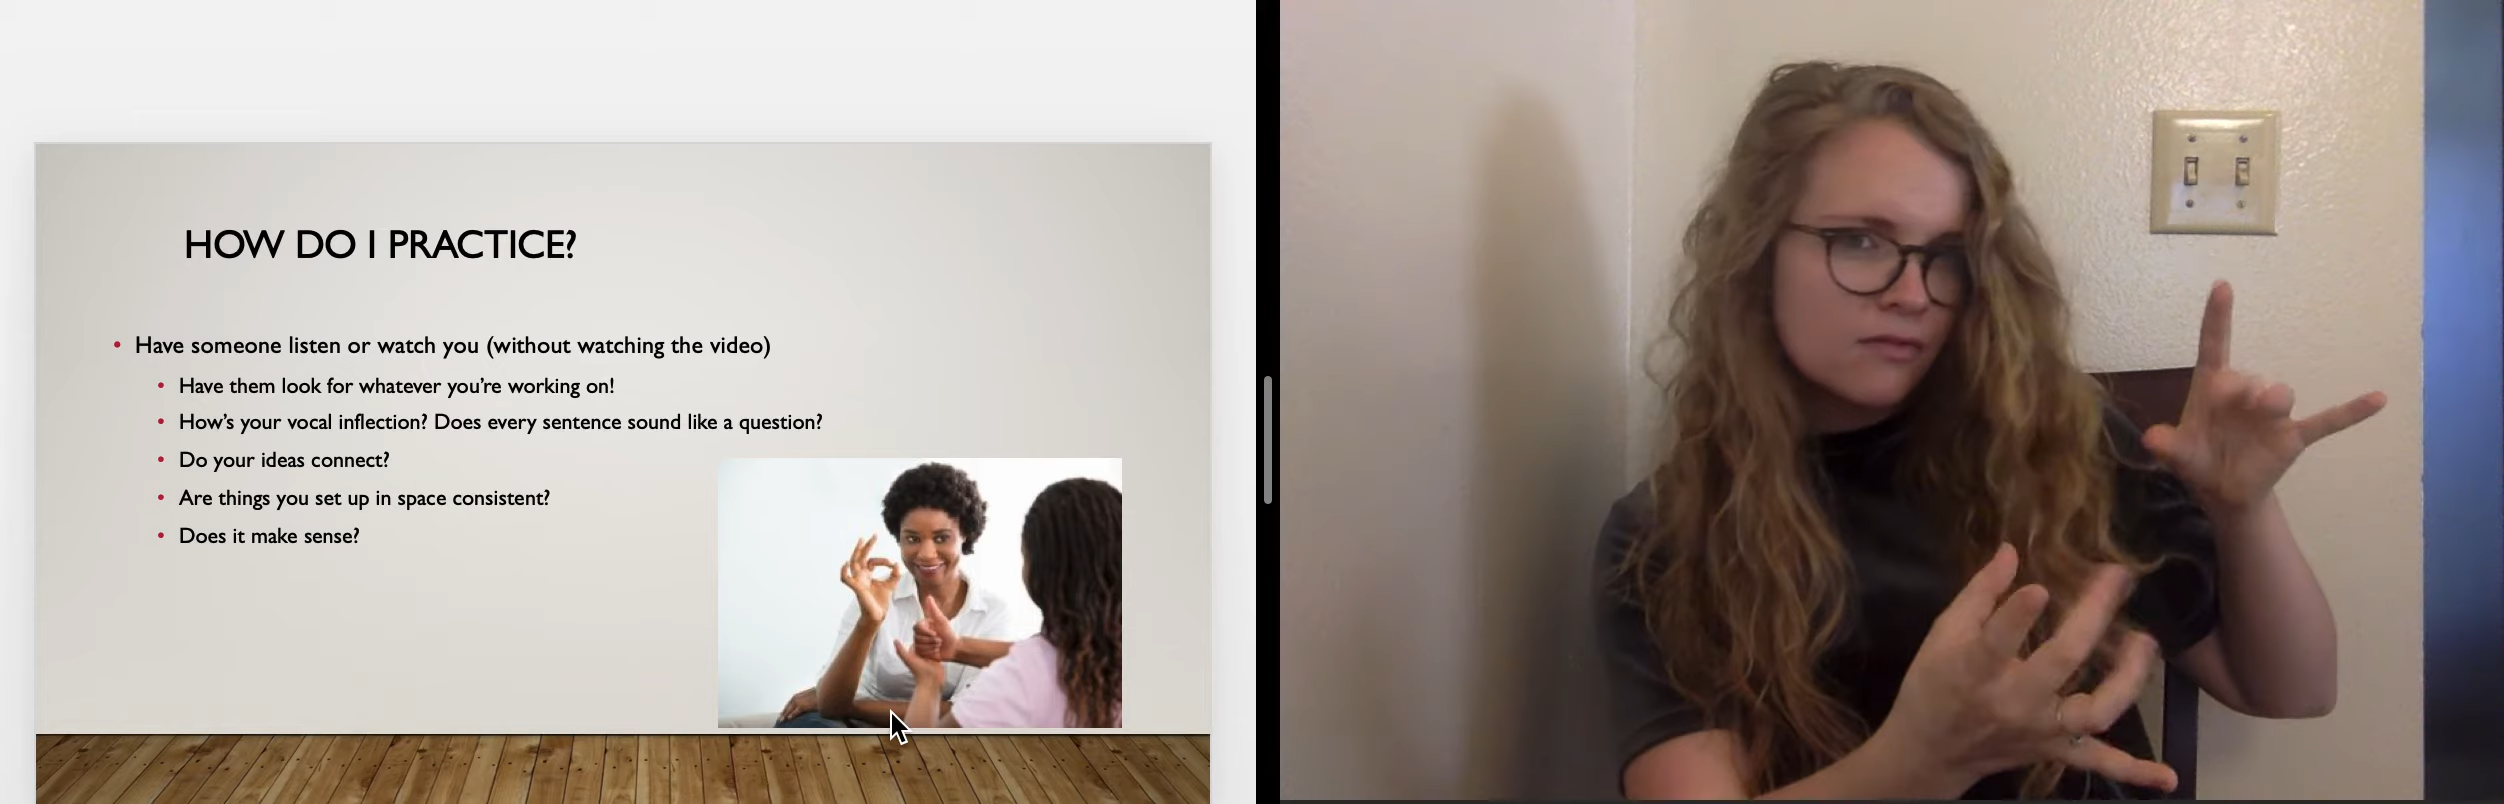 HOW DO I PRACTICE?
• Have someone listen or watch you (without watching the video)
• Have them look for whatever you're working on!
• How's your vocal inflection? Does every sentence sound like a question?
• Do your ideas connect?
• Are things you set up in space consistent?
• Does it make sense?